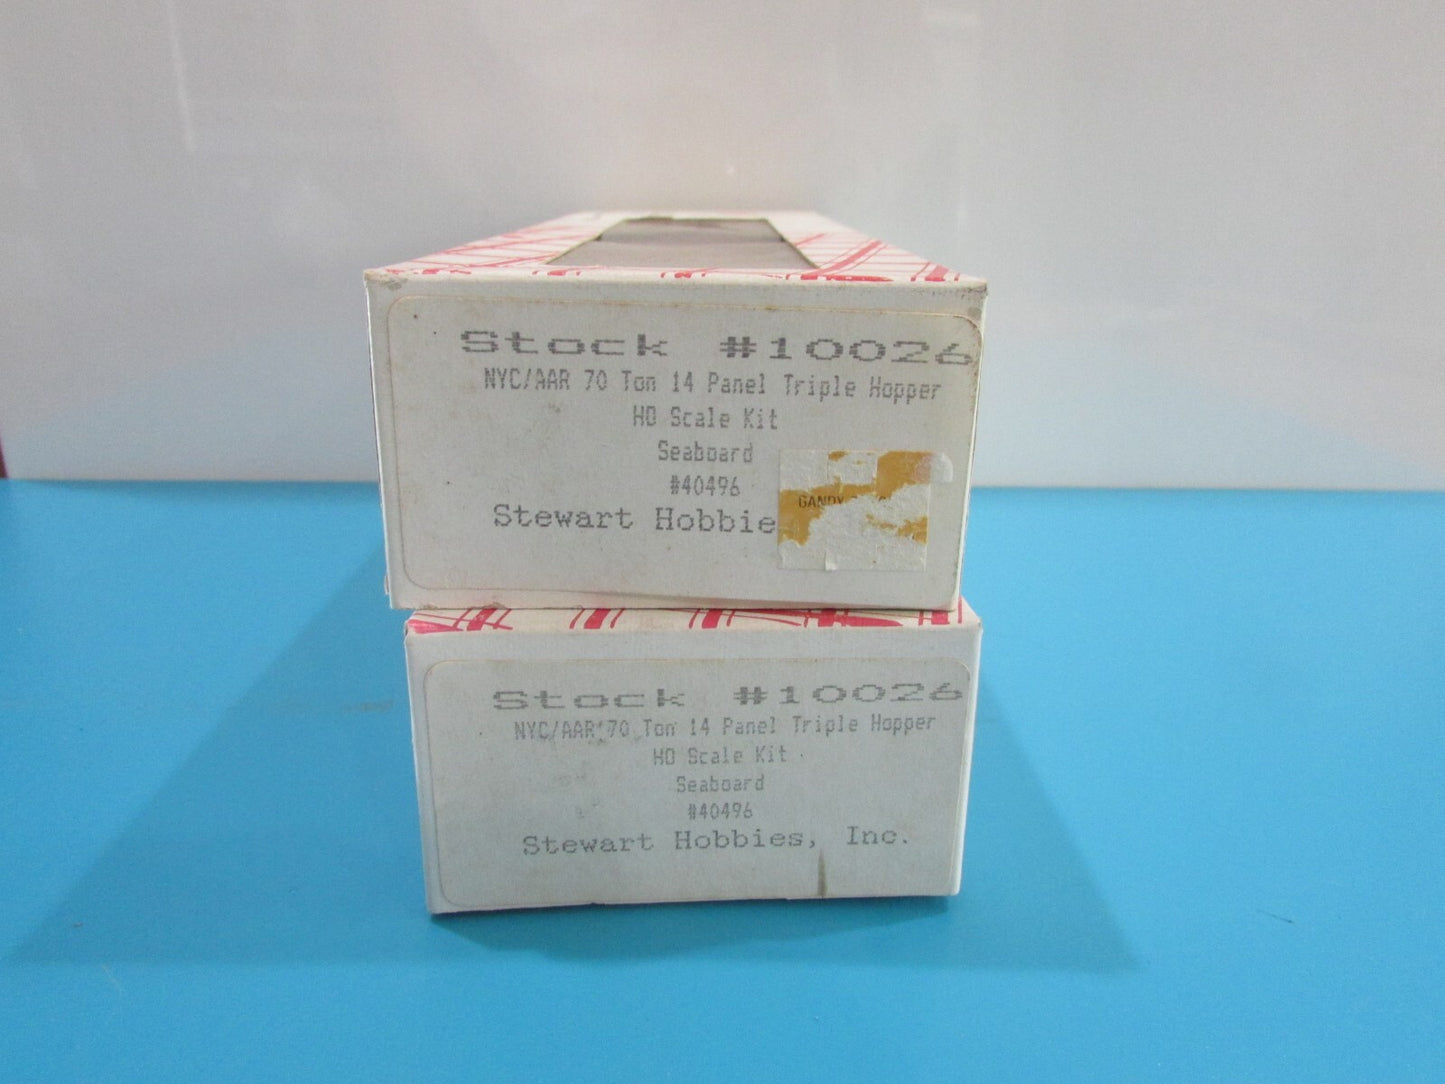 Stock #10026
NYC/AAR 70 Ton 14 Panel Triple Hopper
HO Scale Kit
Seaboard
#40496
Stewart Hobbie
GANDY
Stock #10026
NYC/AAR 70 Ton 14 Panel Triple Hopper
HO Scale Kit
Seaboard
#40496
Stewart Hobbies, Inc.